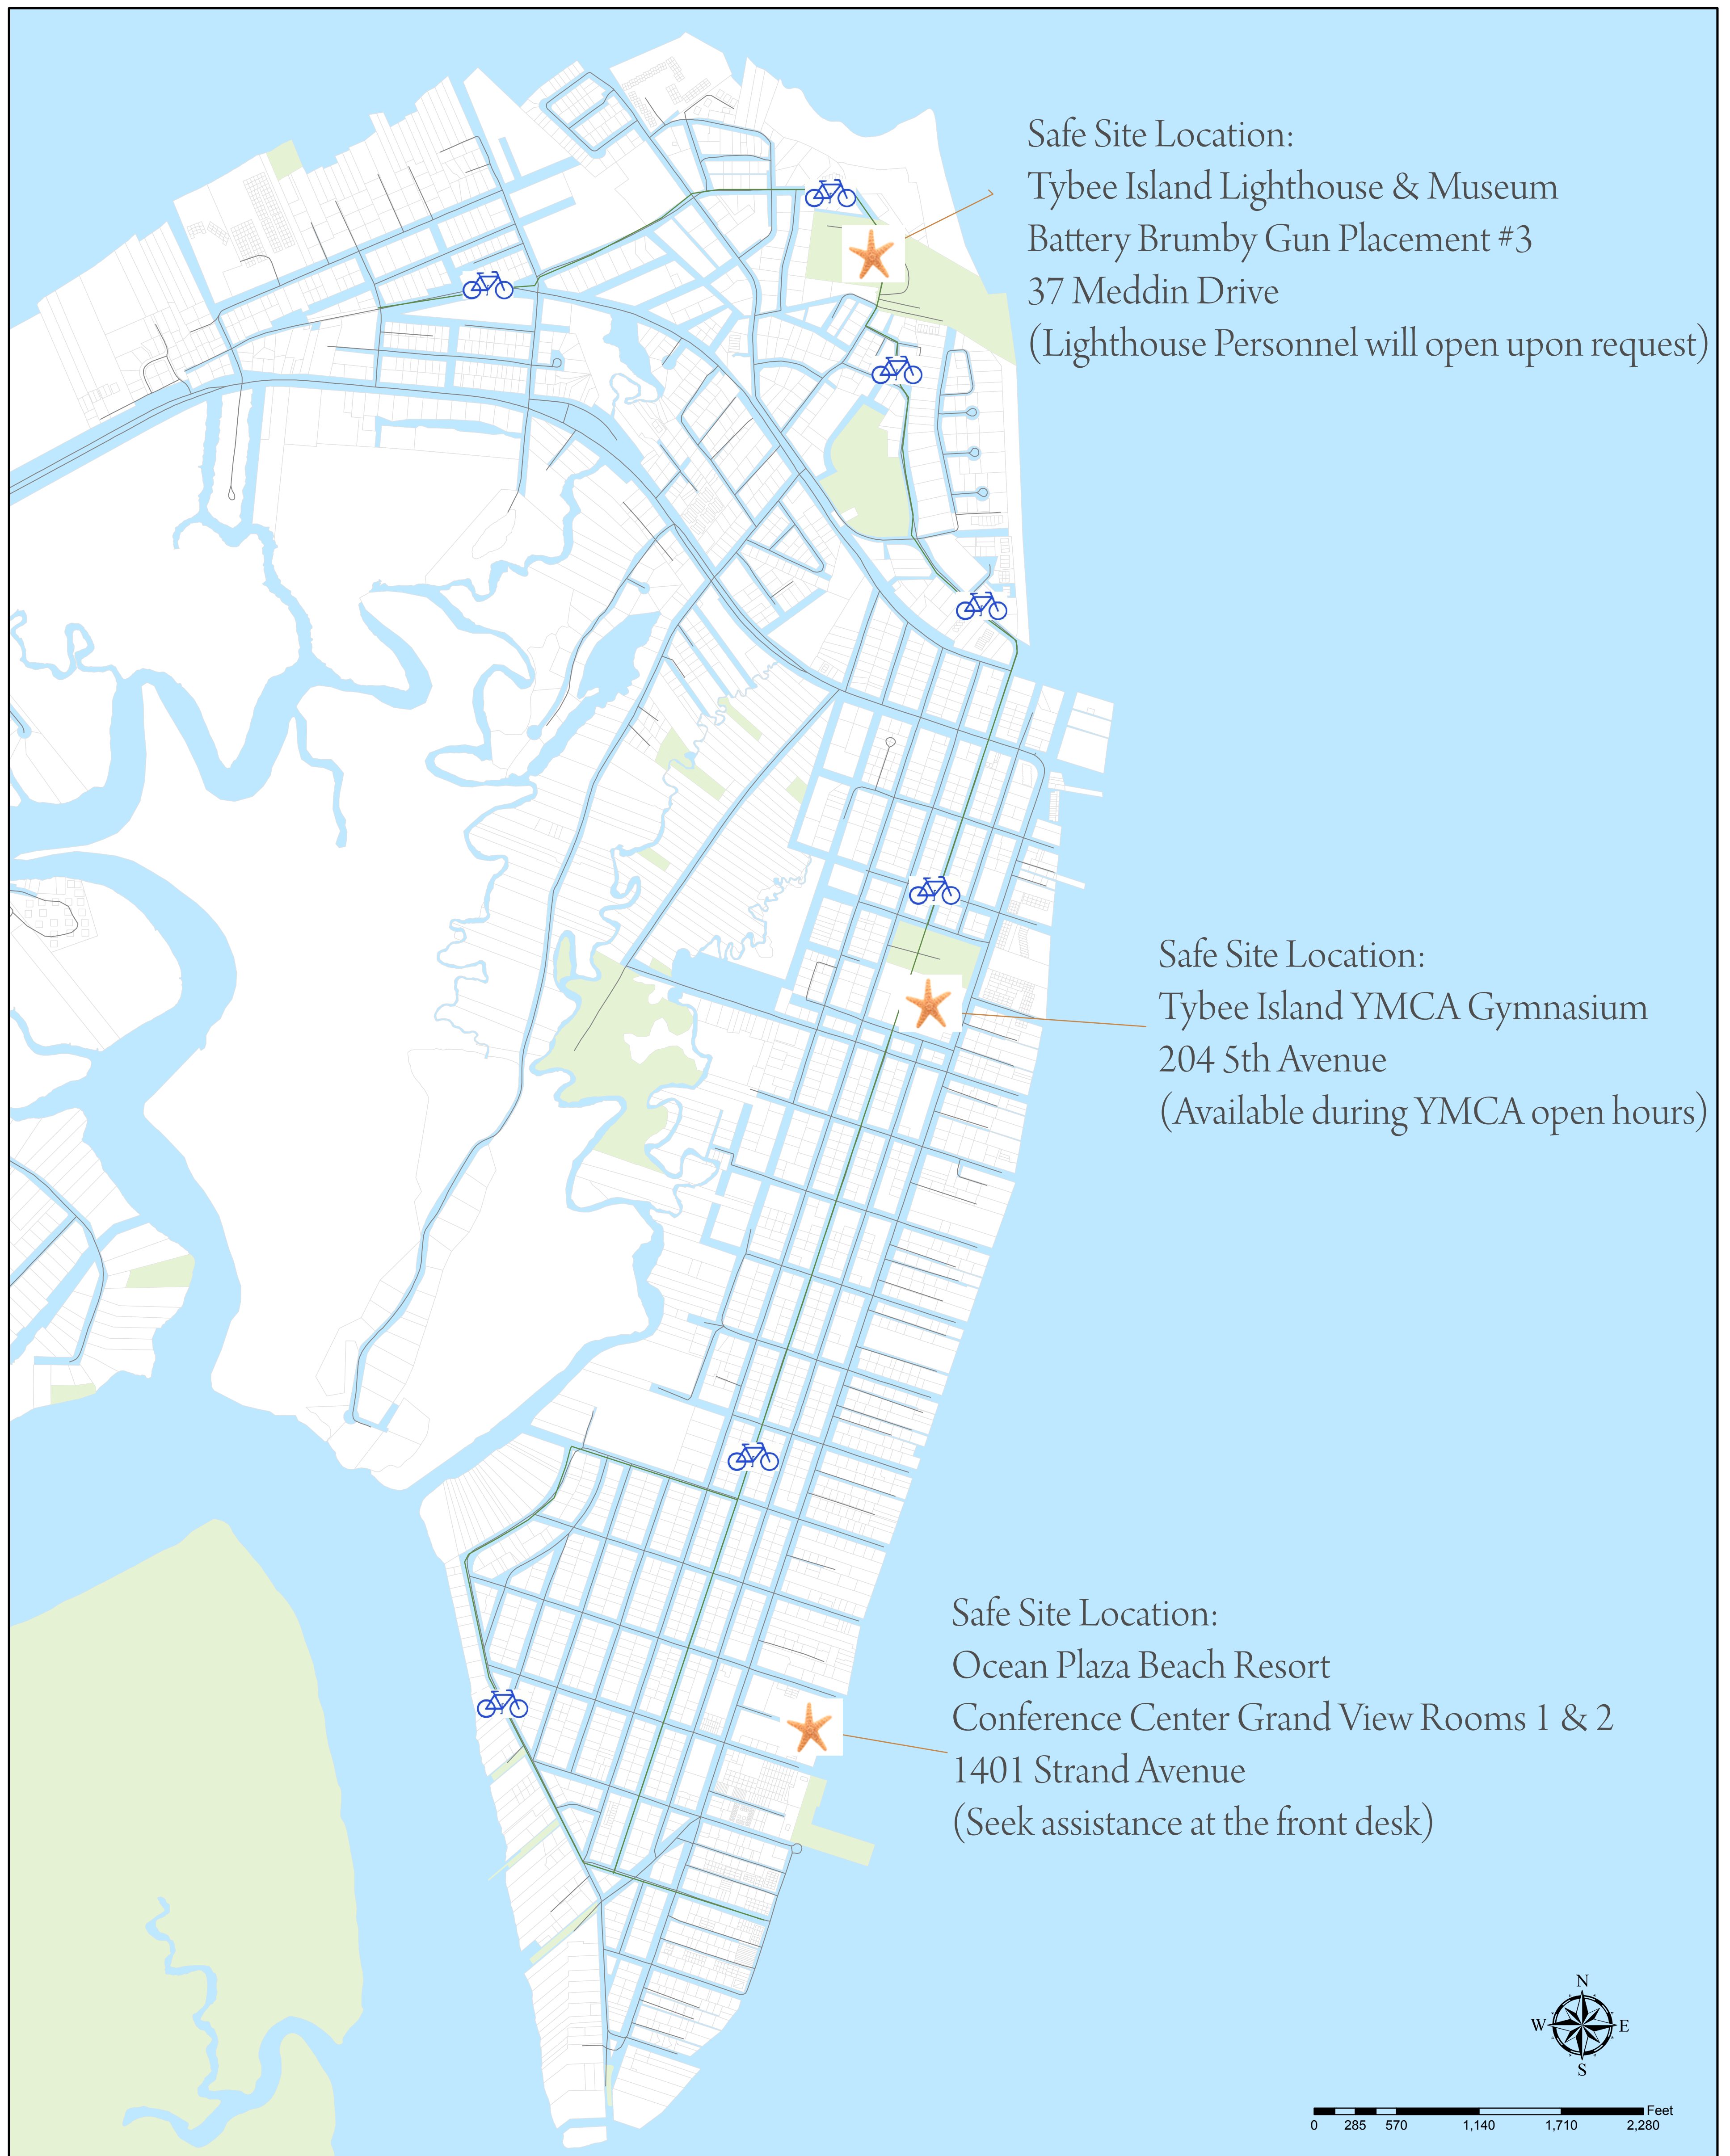 Safe Site Location:
Tybee Island Lighthouse & Museum
Battery Brumby Gun Placement #3
37 Meddin Drive
(Lighthouse Personnel will open upon request)
Safe Site Location:
Tybee Island YMCA Gymnasium
204 5th Avenue
(Available during YMCA open hours)
Safe Site Location:
Ocean Plaza Beach Resort
Conference Center Grand View Rooms 1 & 2
1401 Strand Avenue
(Seek assistance at the front desk)
N
W E
S
Feet
0 285 570 1,140 1,710 2,280